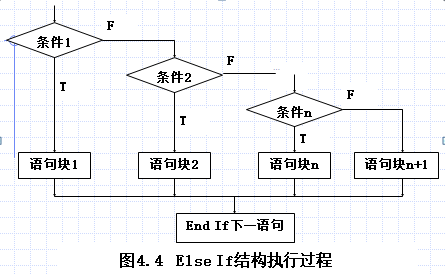 条件1
F
条件2
F
...
条件n
F
T
T
T
语句块1
语句块2
语句块n
语句块n+1
End If下一语句
图4.4 Else If结构执行过程